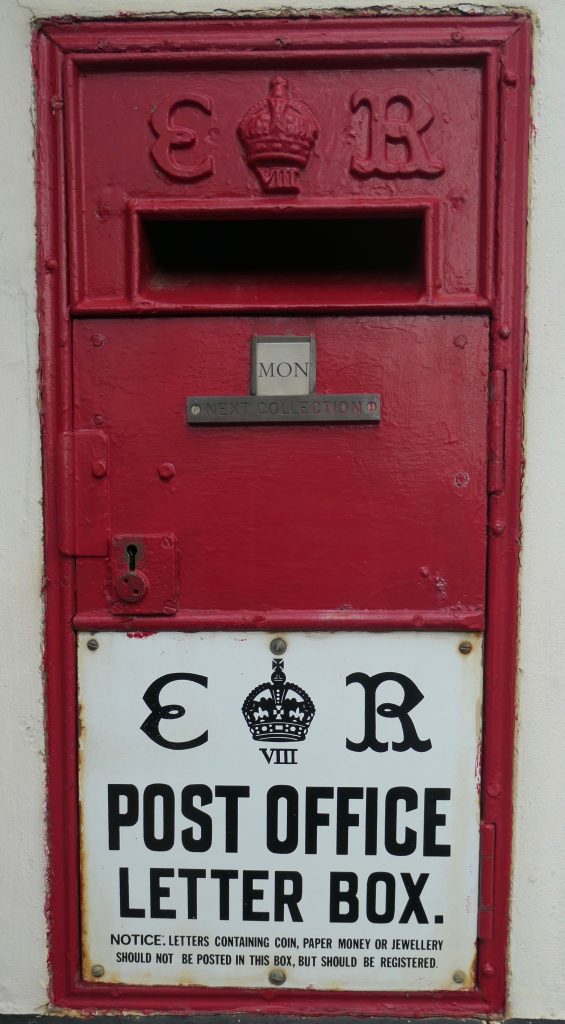 E R
VIII
MON
NEXT COLLECTION
E R
VIII
POST OFFICE
LETTER BOX.
NOTICE. LETTERS CONTAINING COIN, PAPER MONEY OR JEWELLERY
SHOULD NOT BE POSTED IN THIS BOX, BUT SHOULD BE REGISTERED.